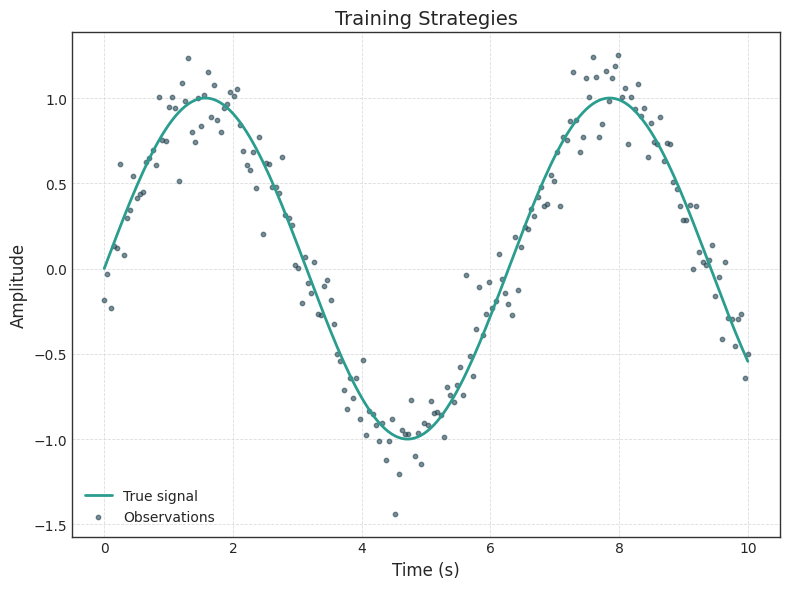 Training Strategies
Amplitude
1.0
0.5
0.0
−0.5
−1.0
−1.5
True signal
Observations
0 2 4 6 8 10
Time (s)